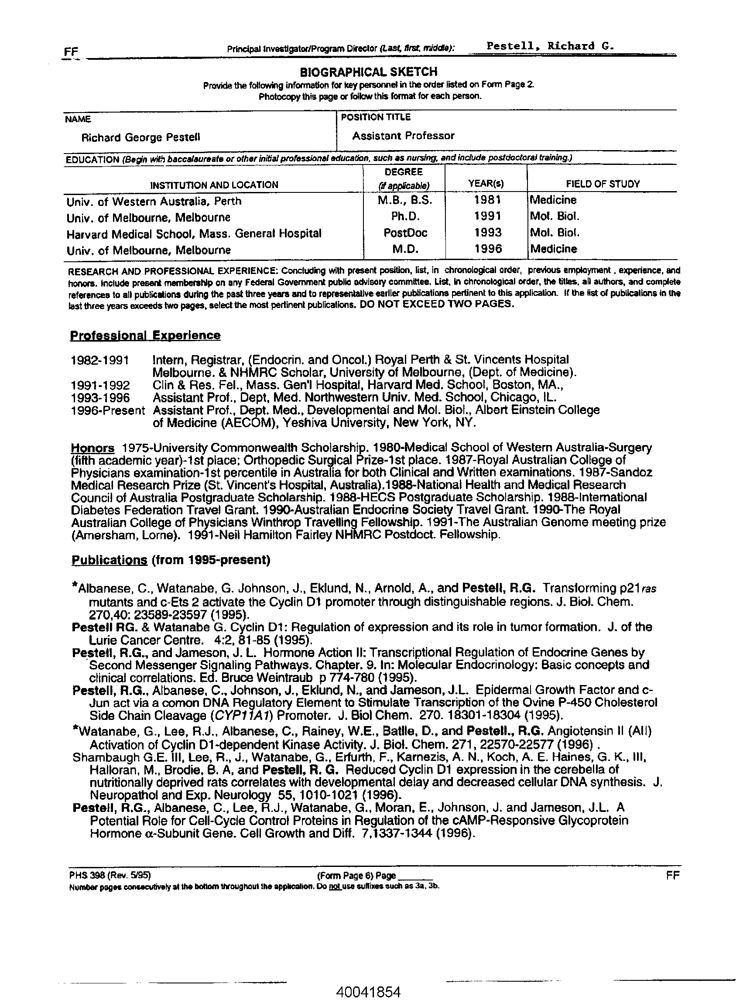 FF Principal Investigator/Program Director (Last, first, middle): Pestell, Richard G.
BIOGRAPHICAL SKETCH
Provide the following information for key personnel in the order listed on Form Page 2.
Photocopy this page or follow this format for each person.
NAME POSITION TITLE
Richard George Pestell Assistant Professor
EDUCATION (Begin with baccalaureate or other initial professional education, such as nursing, and include postdoctoral training.)
INSTITUTION AND LOCATION DEGREE (if applicable) YEAR(s) FIELD OF STUDY
Univ. of Western Australia, Perth M.B., B.S. 1981 Medicine
Univ. of Melbourne, Melbourne Ph.D. 1991 Mol. Biol.
Harvard Medical School, Mass. General Hospital PostDoc 1993 Mol. Biol.
Univ. of Melbourne, Melbourne M.D. 1996 Medicine
RESEARCH AND PROFESSIONAL EXPERIENCE: Concluding with present position, list, in chronological order, previous employment , experience, and
honors. Include present membership on any Federal Government public advisory committee. List, in chronological order, the titles, all authors, and complete
references to all publications during the past three years and to representative earlier publications pertinent to this application. If the list of publications in the
last three years exceeds two pages, select the most pertinent publications. DO NOT EXCEED TWO PAGES.
Professional Experience
1982-1991 Intern, Registrar, (Endocrin. and Oncol.) Royal Perth & St. Vincents Hospital
Melbourne. & NHMRC Scholar, University of Melbourne, (Dept. of Medicine).
1991-1992 Clin & Res. Fel., Mass. Gen'l Hospital, Harvard Med. School, Boston, MA.,
1993-1996 Assistant Prof., Dept, Med. Northwestern Univ. Med. School, Chicago, IL.
1996-Present Assistant Prof., Dept. Med., Developmental and Mol. Biol., Albert Einstein College
of Medicine (AECOM), Yeshiva University, New York, NY.
Honors 1975-University Commonwealth Scholarship. 1980-Medical School of Western Australia-Surgery
(fifth academic year)-1st place; Orthopedic Surgical Prize-1st place. 1987-Royal Australian College of
Physicians examination-1st percentile in Australia for both Clinical and Written examinations. 1987-Sandoz
Medical Research Prize (St. Vincent's Hospital, Australia).1988-National Health and Medical Research
Council of Australia Postgraduate Scholarship. 1988-HECS Postgraduate Scholarship. 1988-International
Diabetes Federation Travel Grant. 1990-Australian Endocrine Society Travel Grant. 1990-The Royal
Australian College of Physicians Winthrop Travelling Fellowship. 1991-The Australian Genome meeting prize
(Amersham, Lorne). 1991-Neil Hamilton Fairley NHMRC Postdoct. Fellowship.
Publications (from 1995-present)
*Albanese, C., Watanabe, G. Johnson, J., Eklund, N., Arnold, A., and Pestell, R.G. Transforming p21ras
mutants and c-Ets 2 activate the Cyclin D1 promoter through distinguishable regions. J. Biol. Chem.
270,40: 23589-23597 (1995).
Pestell RG. & Watanabe G. Cyclin D1: Regulation of expression and its role in tumor formation. J. of the
Lurie Cancer Centre. 4:2, 81-85 (1995).
Pestell, R.G., and Jameson, J. L. Hormone Action II: Transcriptional Regulation of Endocrine Genes by
Second Messenger Signaling Pathways. Chapter. 9. In: Molecular Endocrinology: Basic concepts and
clinical correlations. Ed. Bruce Weintraub p 774-780 (1995).
Pestell, R.G., Albanese, C., Johnson, J., Eklund, N., and Jameson, J.L. Epidermal Growth Factor and c-
Jun act via a comon DNA Regulatory Element to Stimulate Transcription of the Ovine P-450 Cholesterol
Side Chain Cleavage (CYP11A1) Promoter. J. Biol Chem. 270. 18301-18304 (1995).
*Watanabe, G., Lee, R.J., Albanese, C., Rainey, W.E., Batlle, D., and Pestell., R.G. Angiotensin II (AII)
Activation of Cyclin D1-dependent Kinase Activity. J. Biol. Chem. 271, 22570-22577 (1996) .
Shambaugh G.E. III, Lee, R., J., Watanabe, G., Erfurth, F., Karnezis, A. N., Koch, A. E. Haines, G. K., III,
Halloran, M., Brodie, B. A, and Pestell, R. G. Reduced Cyclin D1 expression in the cerebella of
nutritionally deprived rats correlates with developmental delay and decreased cellular DNA synthesis. J.
Neuropathol and Exp. Neurology 55, 1010-1021 (1996).
Pestell, R.G., Albanese, C., Lee, R.J., Watanabe, G., Moran, E., Johnson, J. and Jameson, J.L. A
Potential Role for Cell-Cycle Control Proteins in Regulation of the cAMP-Responsive Glycoprotein
Hormone α-Subunit Gene. Cell Growth and Diff. 7,1337-1344 (1996).
PHS 398 (Rev. 5/95) (Form Page 6) Page ______ FF
Number pages consecutively at the bottom throughout the application. Do not use suffixes such as 3a, 3b.
40041854